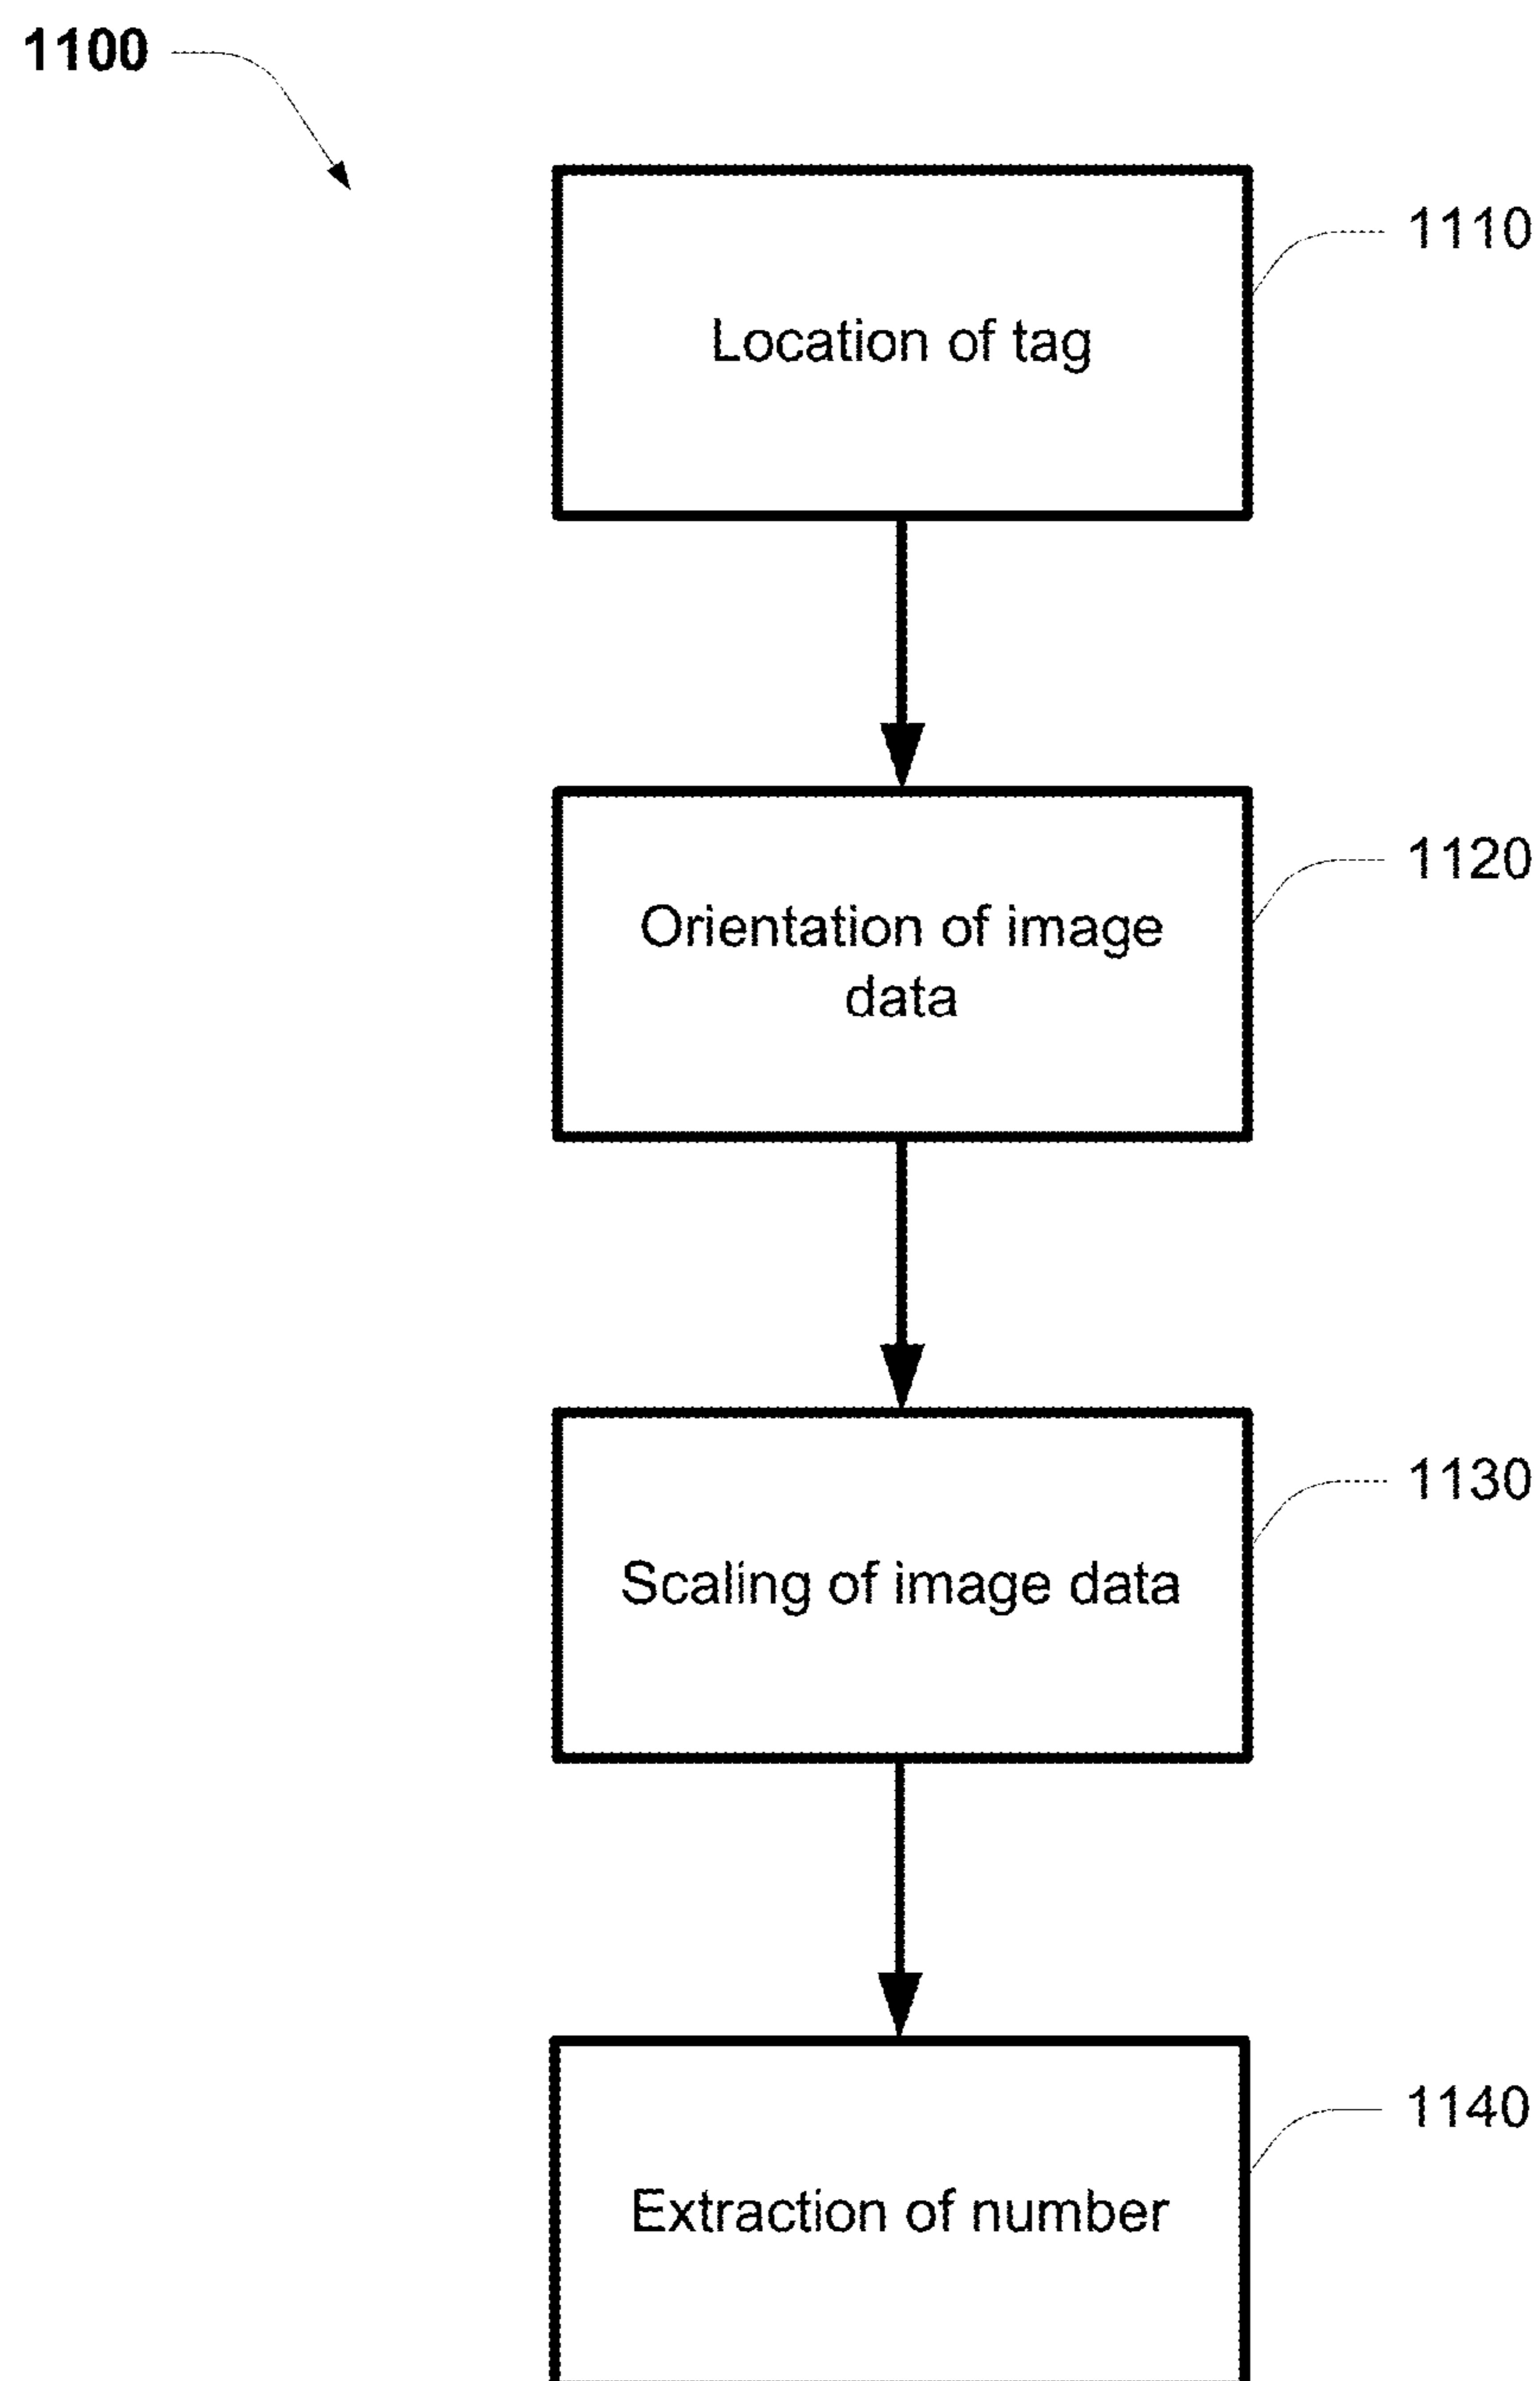 1100
1110
Location of tag
1120
Orientation of image
data
1130
Scaling of image data
1140
Extraction of number